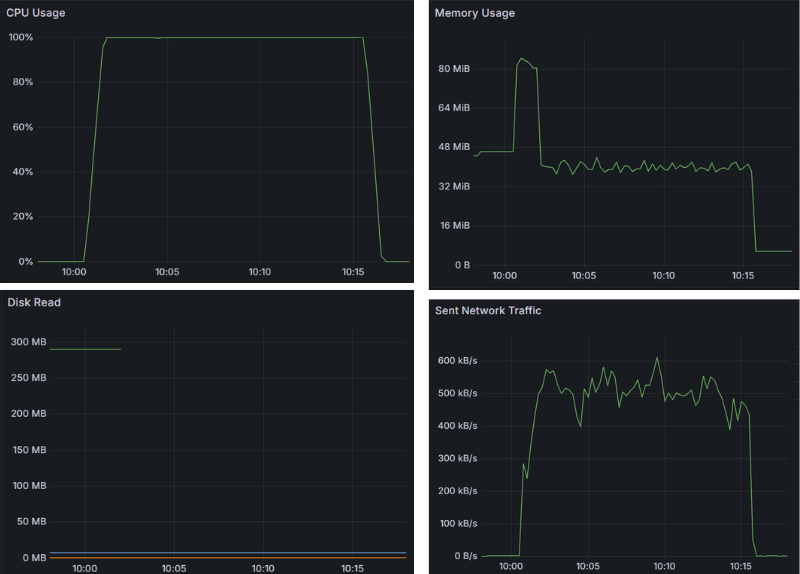 CPU Usage
100%
80%
60%
40%
20%
0%
10:00 10:05 10:10 10:15
Memory Usage
80 MiB
64 MiB
48 MiB
32 MiB
16 MiB
0 B
10:00 10:05 10:10 10:15
Disk Read
300 MB
250 MB
200 MB
150 MB
100 MB
50 MB
0 MB
10:00 10:05 10:10 10:15
Sent Network Traffic
600 kB/s
500 kB/s
400 kB/s
300 kB/s
200 kB/s
100 kB/s
0 B/s
10:00 10:05 10:10 10:15